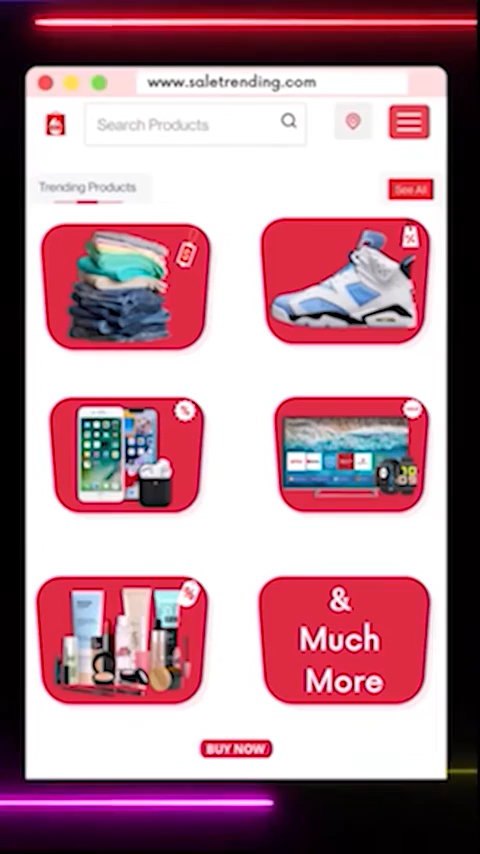 www.saletrending.com
Search Products
Trending Products
See All
&
Much
More
BUY NOW